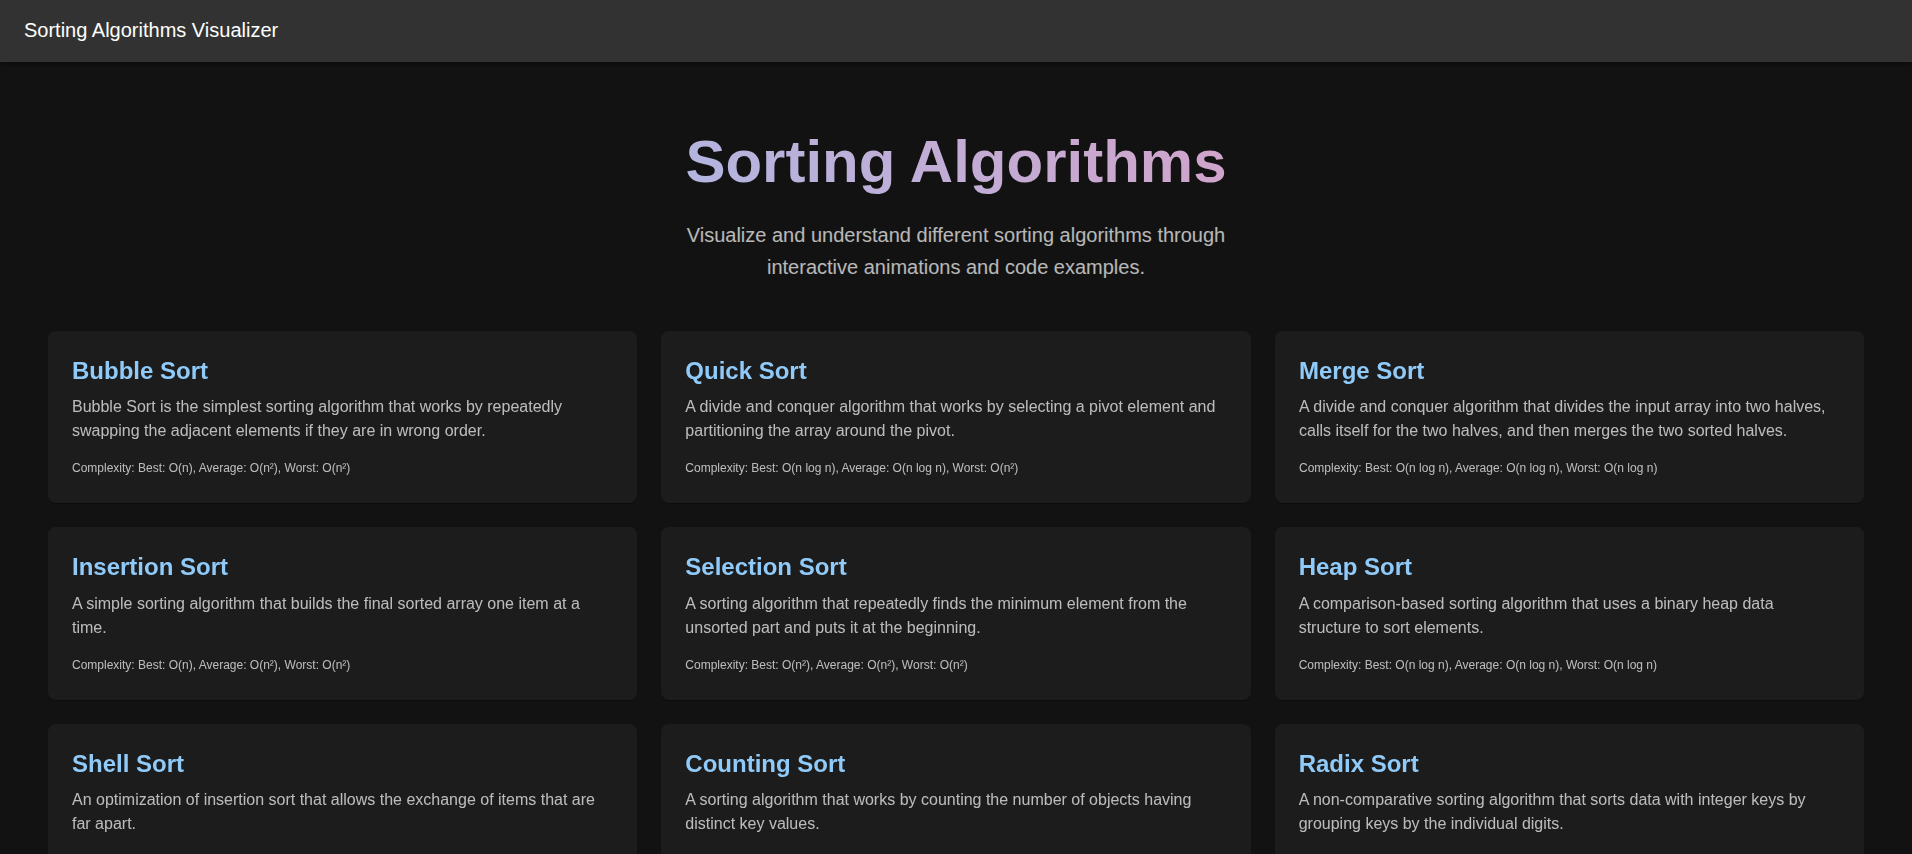 Sorting Algorithms Visualizer
Sorting Algorithms
Visualize and understand different sorting algorithms through
interactive animations and code examples.
Bubble Sort
Bubble Sort is the simplest sorting algorithm that works by repeatedly
swapping the adjacent elements if they are in wrong order.
Complexity: Best: O(n), Average: O(n²), Worst: O(n²)
Quick Sort
A divide and conquer algorithm that works by selecting a pivot element and
partitioning the array around the pivot.
Complexity: Best: O(n log n), Average: O(n log n), Worst: O(n²)
Merge Sort
A divide and conquer algorithm that divides the input array into two halves,
calls itself for the two halves, and then merges the two sorted halves.
Complexity: Best: O(n log n), Average: O(n log n), Worst: O(n log n)
Insertion Sort
A simple sorting algorithm that builds the final sorted array one item at a
time.
Complexity: Best: O(n), Average: O(n²), Worst: O(n²)
Selection Sort
A sorting algorithm that repeatedly finds the minimum element from the
unsorted part and puts it at the beginning.
Complexity: Best: O(n²), Average: O(n²), Worst: O(n²)
Heap Sort
A comparison-based sorting algorithm that uses a binary heap data
structure to sort elements.
Complexity: Best: O(n log n), Average: O(n log n), Worst: O(n log n)
Shell Sort
An optimization of insertion sort that allows the exchange of items that are
far apart.
Counting Sort
A sorting algorithm that works by counting the number of objects having
distinct key values.
Radix Sort
A non-comparative sorting algorithm that sorts data with integer keys by
grouping keys by the individual digits.